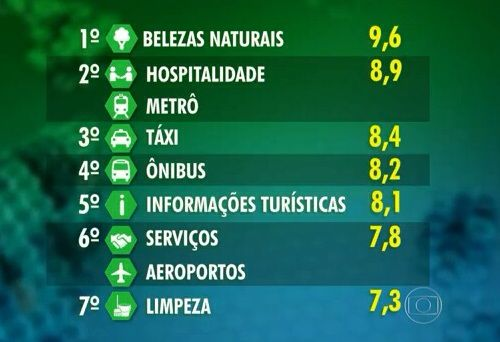 1º BELEZAS NATURAIS 9,6
2º HOSPITALIDADE 8,9
METRÔ
3º TÁXI 8,4
4º ÔNIBUS 8,2
5º INFORMAÇÕES TURÍSTICAS 8,1
6º SERVIÇOS 7,8
AEROPORTOS
7º LIMPEZA 7,3